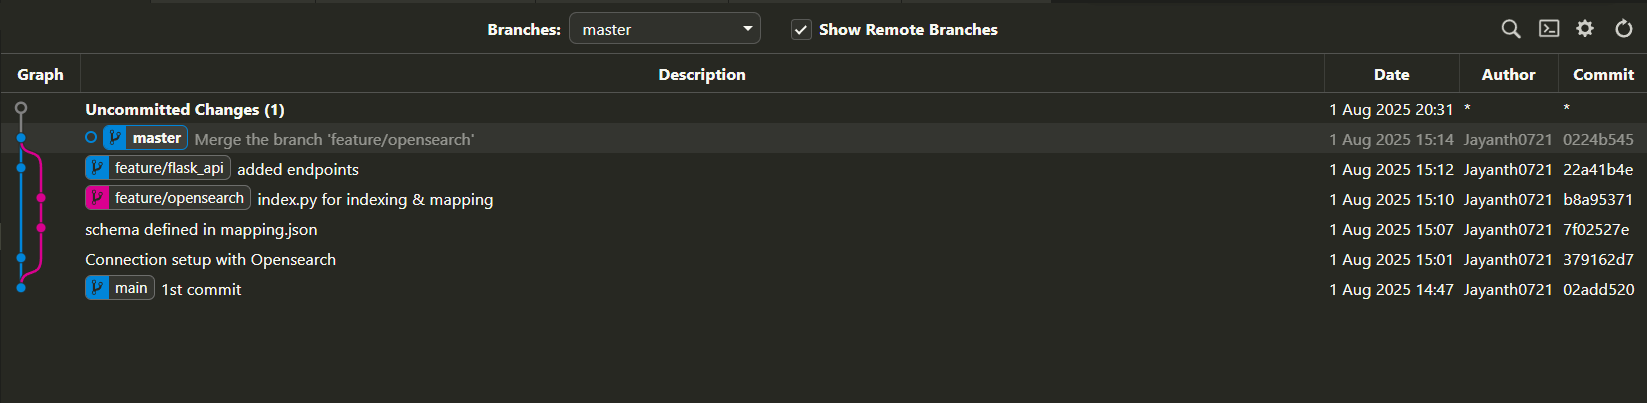 Branches: master Show Remote Branches
Graph Description Date Author Commit
Uncommitted Changes (1) 1 Aug 2025 20:31 * *
master Merge the branch 'feature/opensearch' 1 Aug 2025 15:14 Jayanth0721 0224b545
feature/flask_api added endpoints 1 Aug 2025 15:12 Jayanth0721 22a41b4e
feature/opensearch index.py for indexing & mapping 1 Aug 2025 15:10 Jayanth0721 b8a95371
schema defined in mapping.json 1 Aug 2025 15:07 Jayanth0721 7f02527e
Connection setup with Opensearch 1 Aug 2025 15:01 Jayanth0721 379162d7
main 1st commit 1 Aug 2025 14:47 Jayanth0721 02add520